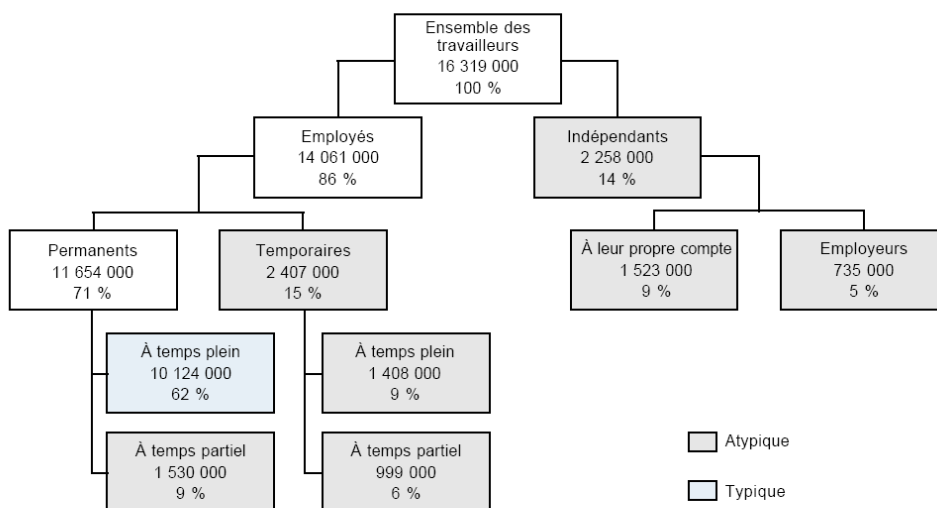 Ensemble des
travailleurs
16 319 000
100 %
Employés
14 061 000
86 %
Indépendants
2 258 000
14 %
Permanents
11 654 000
71 %
Temporaires
2 407 000
15 %
À leur propre compte
1 523 000
9 %
Employeurs
735 000
5 %
À temps plein
10 124 000
62 %
À temps plein
1 408 000
9 %
À temps partiel
1 530 000
9 %
À temps partiel
999 000
6 %
Atypique
Typique